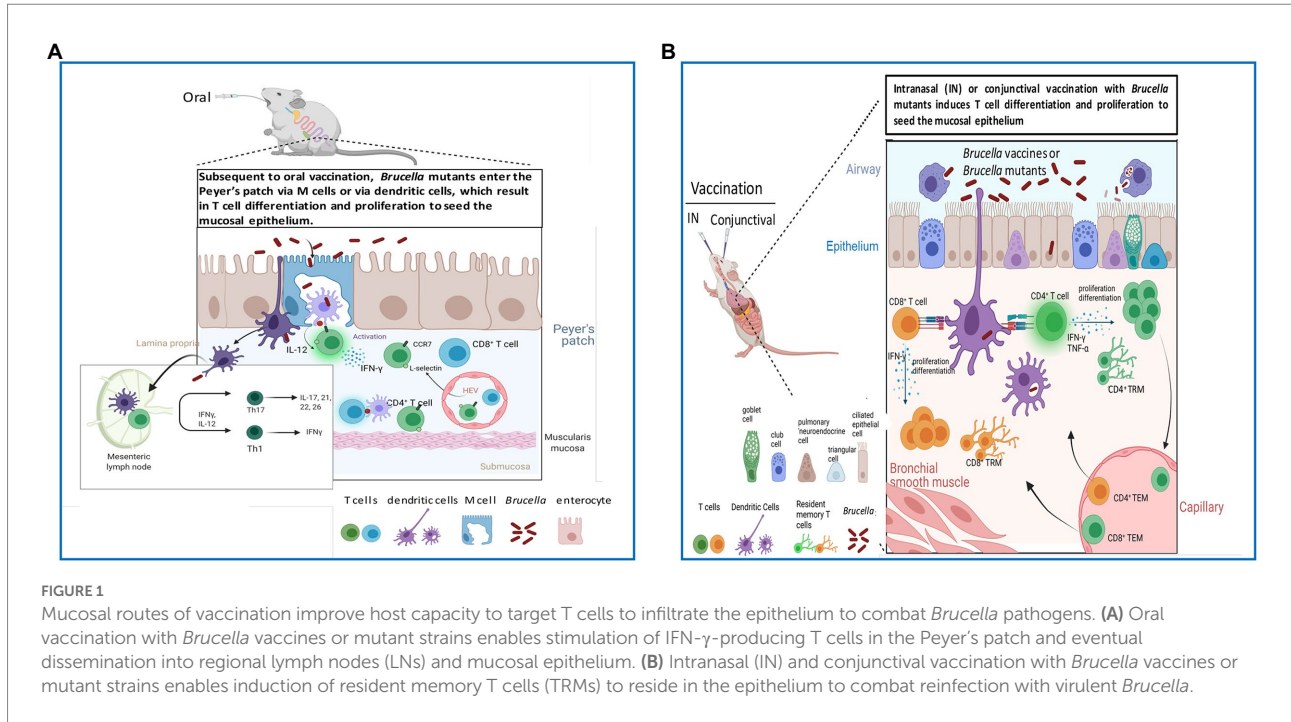 A
Oral
Subsequent to oral vaccination, Brucella mutants enter the
Peyer's patch via M cells or via dendritic cells, which result
in T cell differentiation and proliferation to seed the
mucosal epithelium.
Peyer's
patch
Lamina propria
Activation
IL-12
IFN-γ
CCR7
L-selectin
CD8⁺ T cell
HEV
CD4⁺ T cell
Mesenteric
lymph node
IFNγ,
IL-12
Th17
IL-17, 21,
22, 26
Th1
IFNγ
Muscularis
mucosa
Submucosa
T cells dendritic cells M cell Brucella enterocyte
B
Intranasal (IN) or conjunctival vaccination with Brucella
mutants induces T cell differentiation and proliferation to
seed the mucosal epithelium
Vaccination
IN Conjunctival
Airway
Brucella vaccines or
Brucella mutants
Epithelium
CD8⁺ T cell
CD4⁺ T cell
proliferation
differentiation
IFN-γ
TNF-α
CD4⁺ TRM
IFN-γ
proliferation
differentiation
CD8⁺ TRM
Bronchial
smooth muscle
CD4⁺ TEM
CD8⁺ TEM
Capillary
goblet
cell
club
cell
pulmonary
neuroendocrine
cell
triangular
cell
ciliated
epithelial
cell
T cells
Dendritic Cells
Resident
memory T
cells
Brucella
FIGURE 1
Mucosal routes of vaccination improve host capacity to target T cells to infiltrate the epithelium to combat Brucella pathogens. (A) Oral
vaccination with Brucella vaccines or mutant strains enables stimulation of IFN-γ-producing T cells in the Peyer's patch and eventual
dissemination into regional lymph nodes (LNs) and mucosal epithelium. (B) Intranasal (IN) and conjunctival vaccination with Brucella vaccines or
mutant strains enables induction of resident memory T cells (TRMs) to reside in the epithelium to combat reinfection with virulent Brucella.